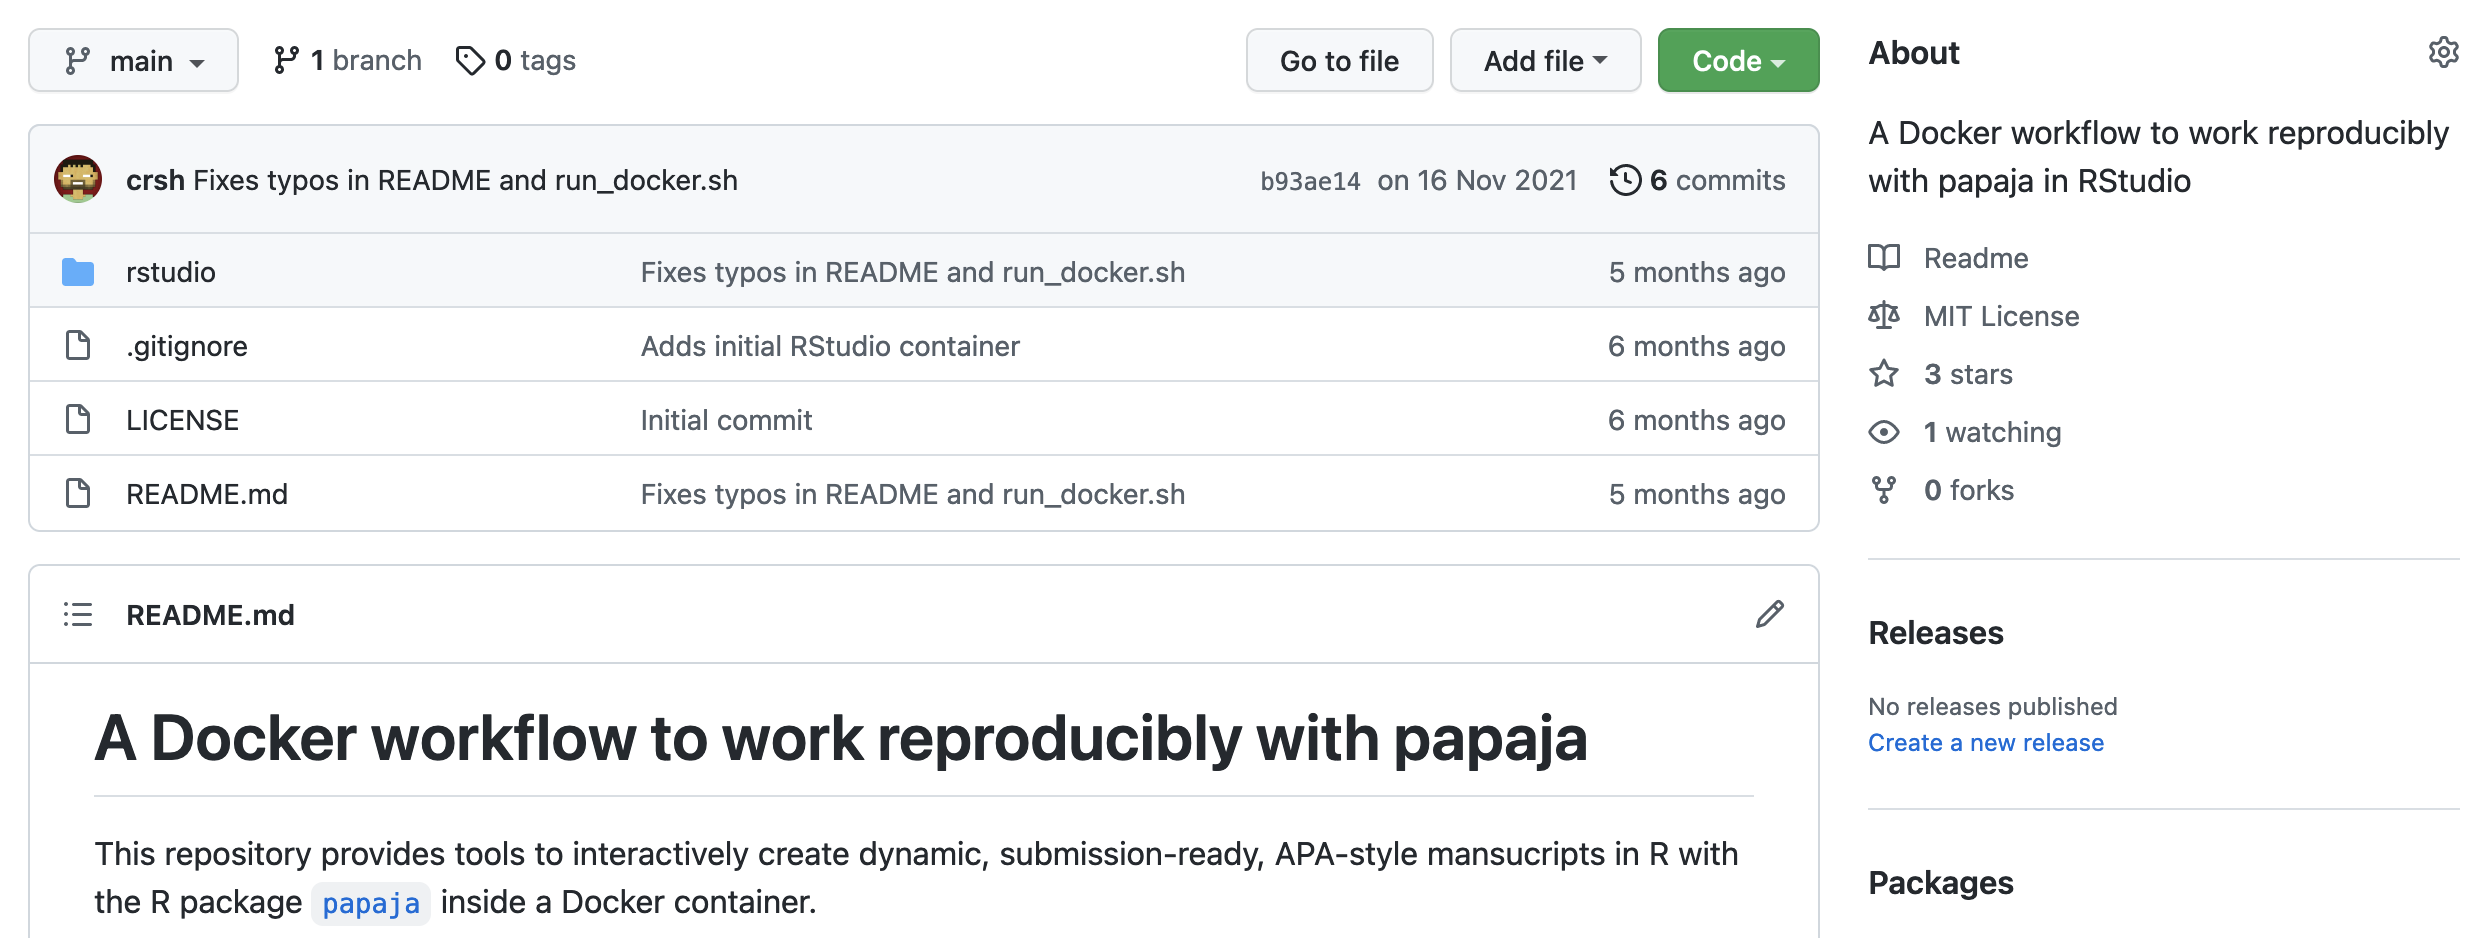 main
1 branch
0 tags
Go to file
Add file
Code
crsh Fixes typos in README and run_docker.sh
b93ae14 on 16 Nov 2021
6 commits
rstudio
Fixes typos in README and run_docker.sh
5 months ago
.gitignore
Adds initial RStudio container
6 months ago
LICENSE
Initial commit
6 months ago
README.md
Fixes typos in README and run_docker.sh
5 months ago
README.md
A Docker workflow to work reproducibly with papaja
This repository provides tools to interactively create dynamic, submission-ready, APA-style mansucripts in R with
the R package papaja inside a Docker container.
About
A Docker workflow to work reproducibly
with papaja in RStudio
Readme
MIT License
3 stars
1 watching
0 forks
Releases
No releases published
Create a new release
Packages